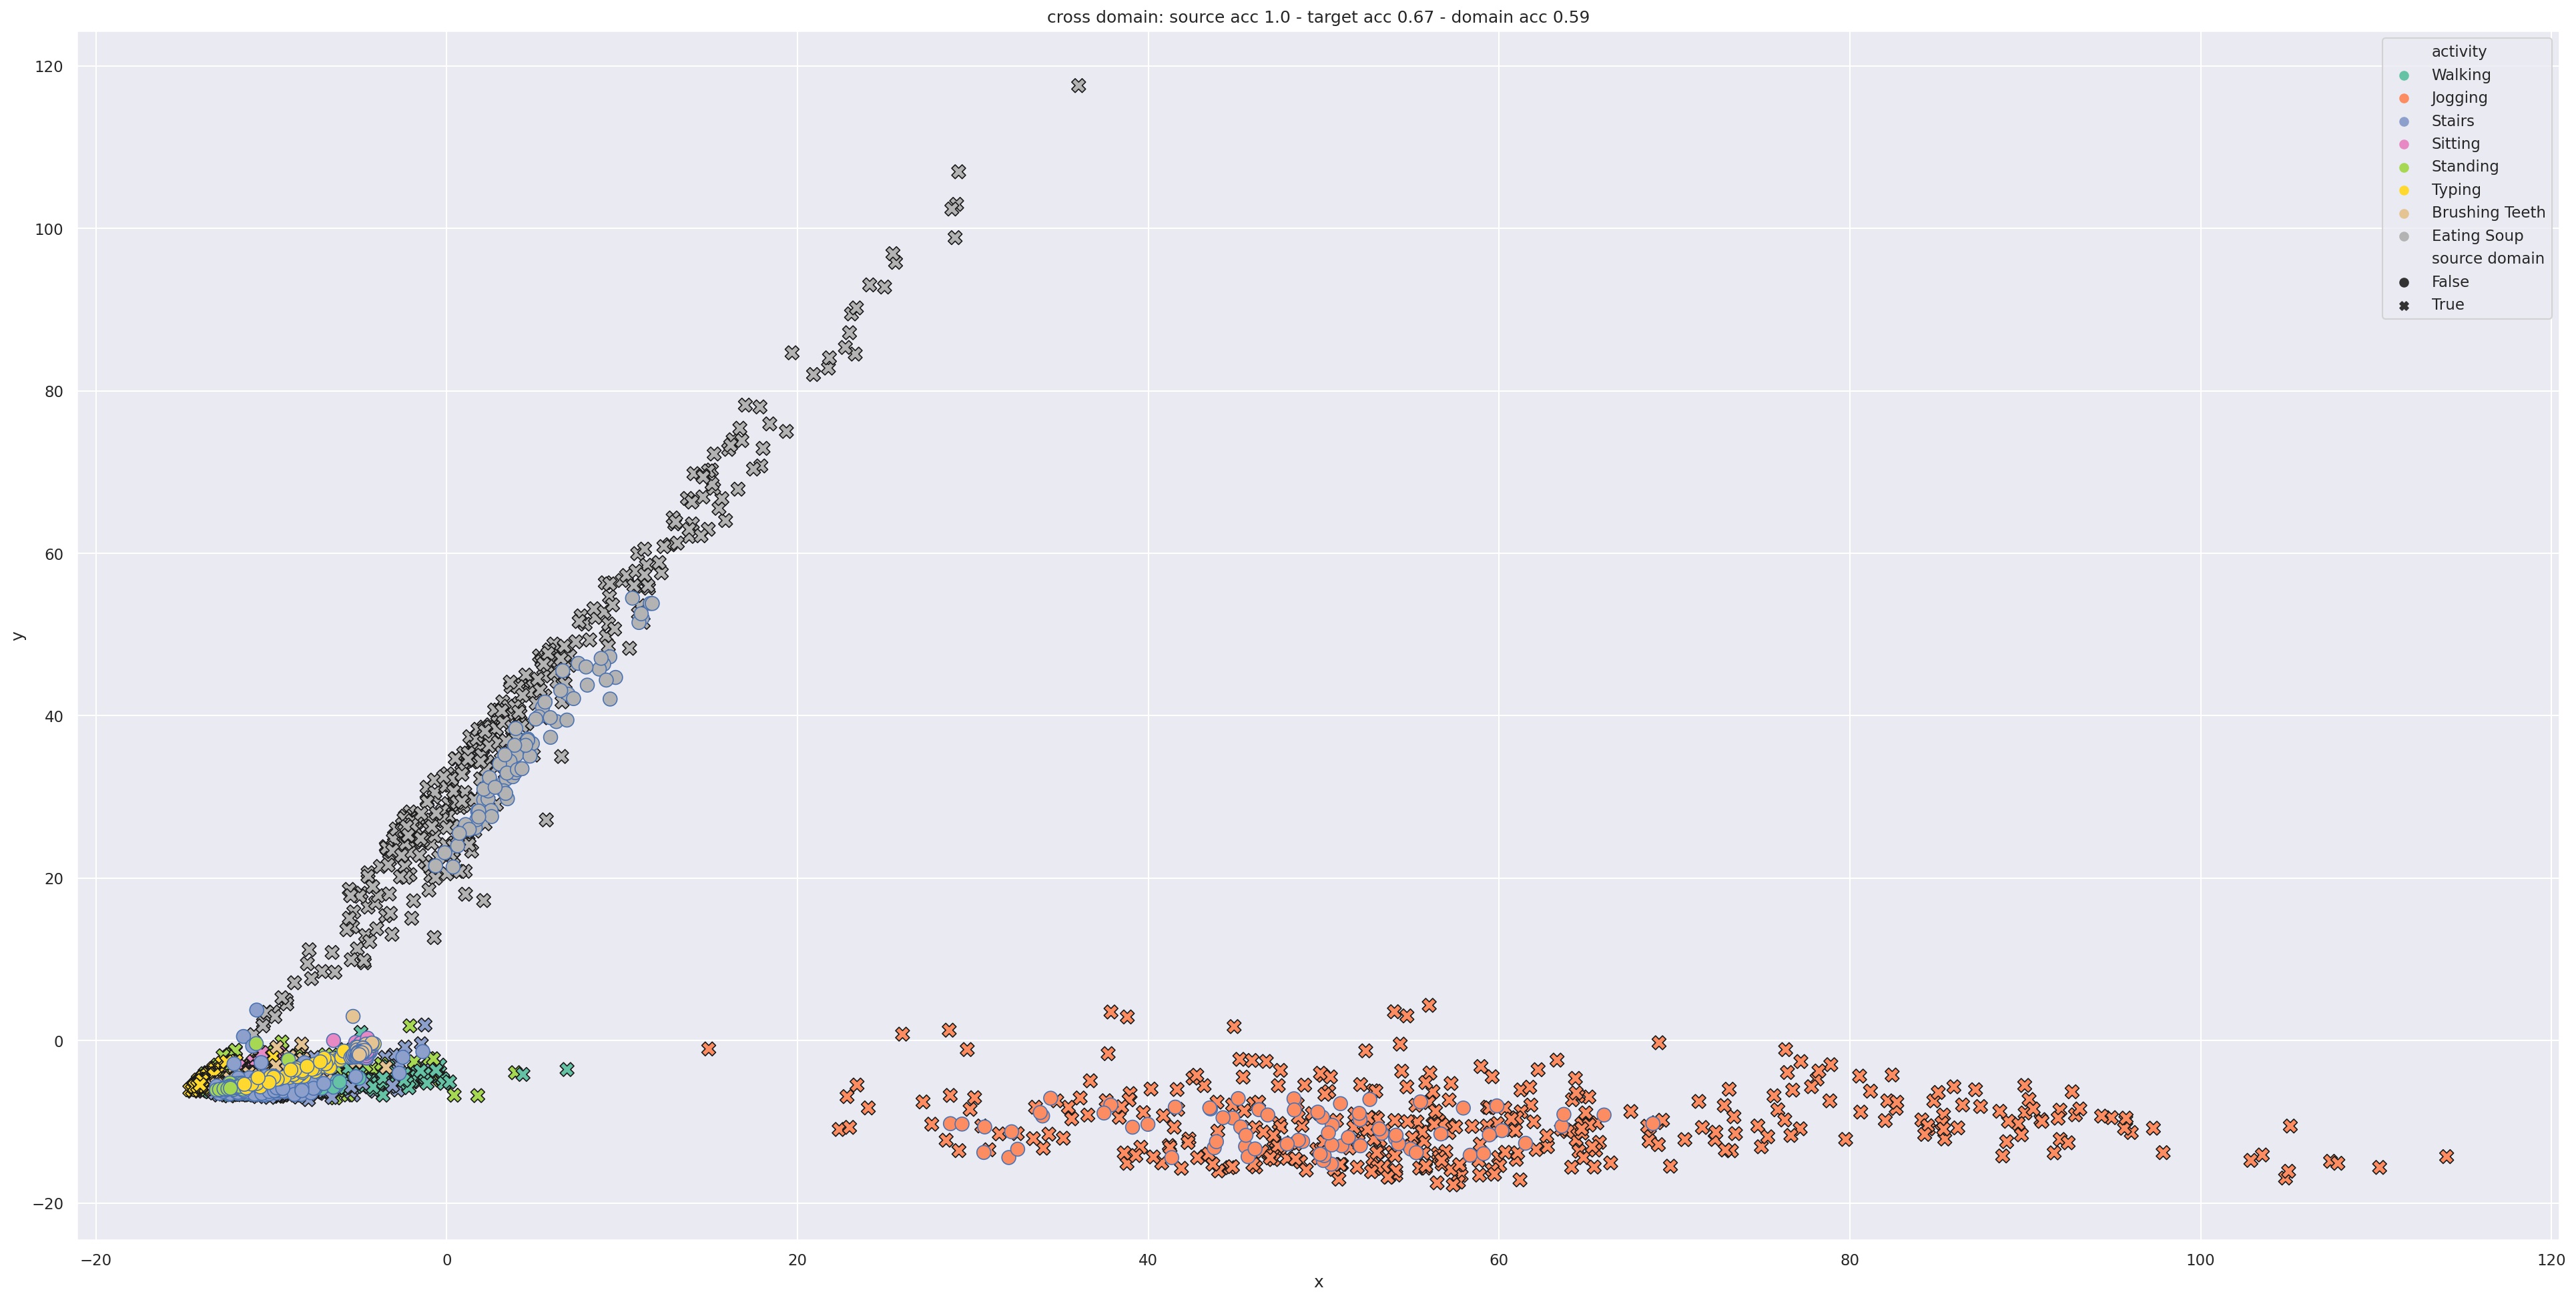 cross domain: source acc 1.0 - target acc 0.67 - domain acc 0.59
activity
Walking
Jogging
Stairs
Sitting
Standing
Typing
Brushing Teeth
Eating Soup
source domain
False
True
120
100
80
60
40
20
0
−20
y
−20 0 20 40 60 80 100 120
x